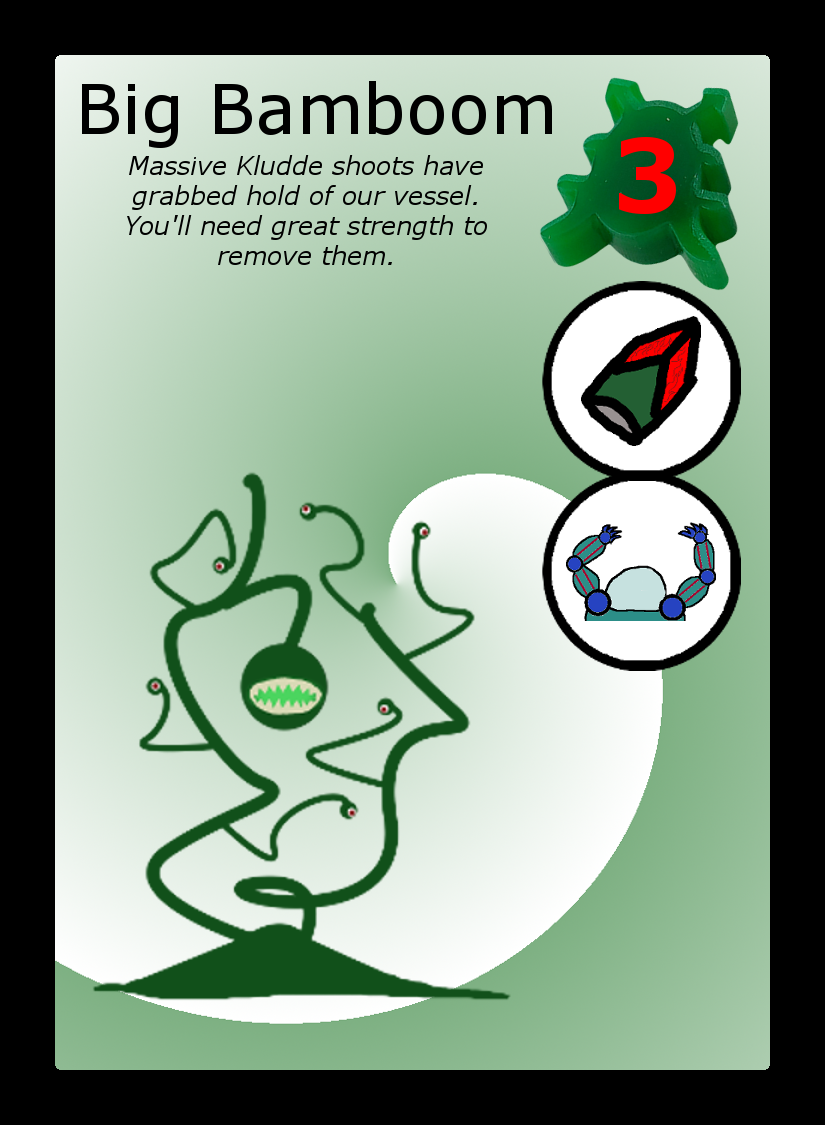 Big Bamboom
3
Massive Kludde shoots have
grabbed hold of our vessel.
You'll need great strength to
remove them.